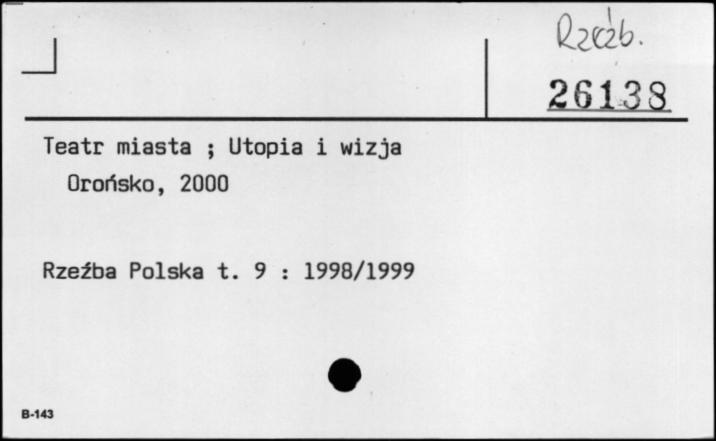 Rzeźb.
26138
Teatr miasta ; Utopia i wizja
Orońsko, 2000
Rzeźba Polska t. 9 : 1998/1999
B-143